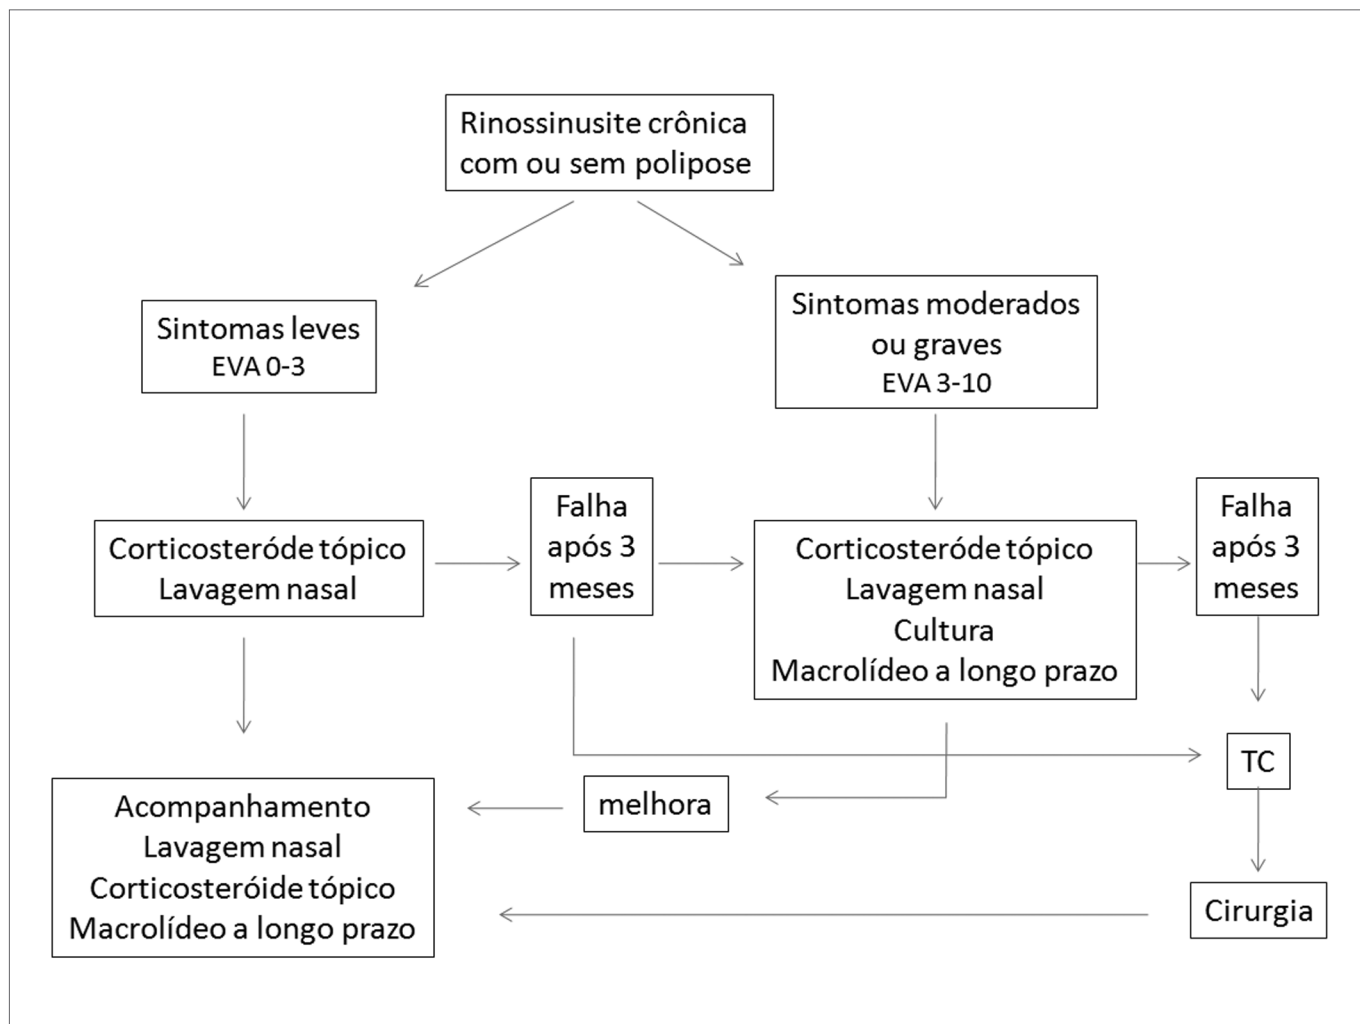 Rinossinusite crônica
com ou sem polipose
Sintomas leves
EVA 0-3
Sintomas moderados
ou graves
EVA 3-10
Corticosteróde tópico
Lavagem nasal
Falha
após 3
meses
Corticosteróde tópico
Lavagem nasal
Cultura
Macrolídeo a longo prazo
Falha
após 3
meses
TC
melhora
Acompanhamento
Lavagem nasal
Corticosteróide tópico
Macrolídeo a longo prazo
Cirurgia